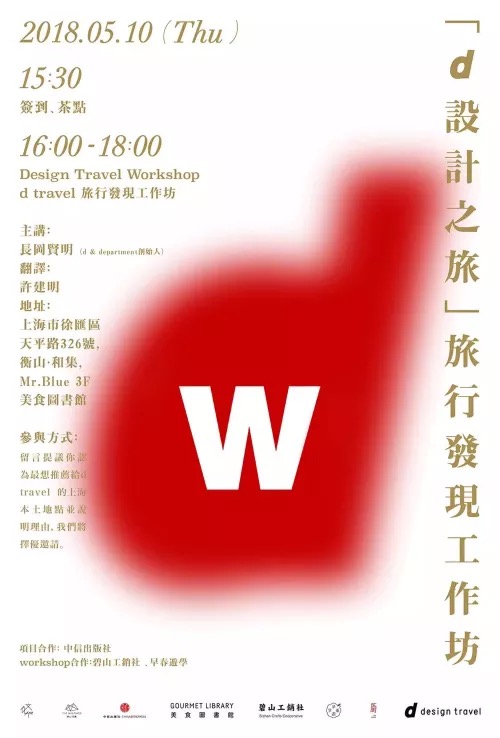 2018.05.10 (Thu)
15:30
簽到、茶點
16:00 - 18:00
Design Travel Workshop
d travel 旅行發現工作坊
主講:
長岡賢明 (d & department創始人)
翻譯:
許建明
地址:
上海市徐匯區
天平路326號,
衡山·和集,
Mr.Blue 3F
美食圖書館
參與方式:
留言提議你認
為最想推薦給d
travel 的上海
本土地點並說
明理由、我們將
擇優邀請。
「d設計之旅」旅行發現工作坊
W
項目合作: 中信出版社
workshop合作:碧山工銷社 、早春遊學
GOURMET LIBRARY
美食圖書館
碧山工銷社
d design travel